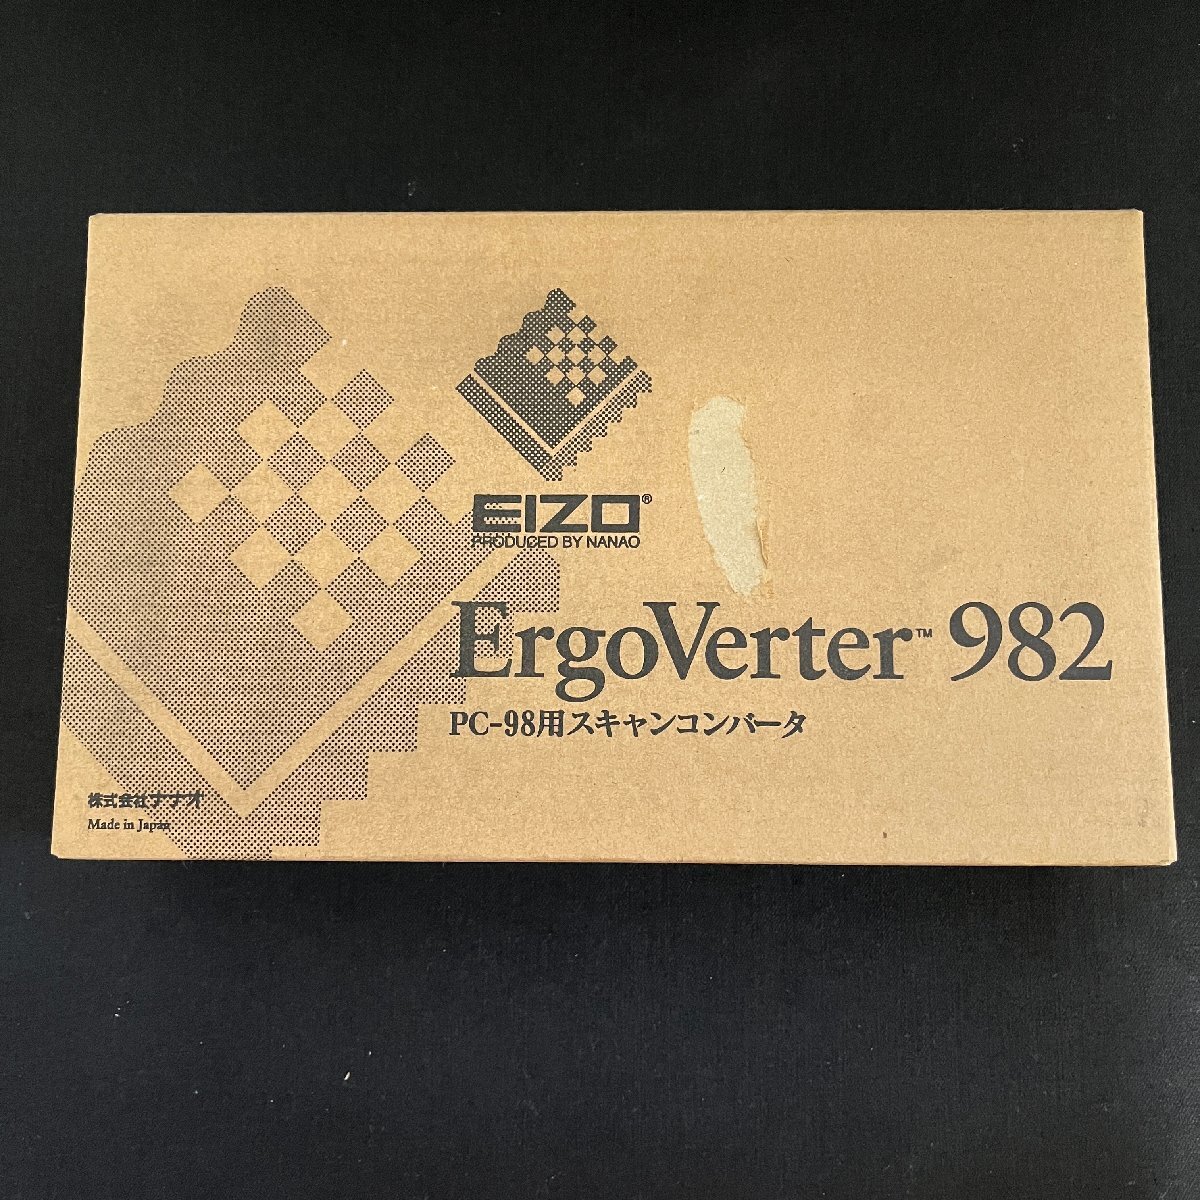 EIZO®
PRODUCED BY NANAO
ErgoVerter™ 982
PC-98用スキャンコンバータ
株式会社ナナオ
Made in Japan